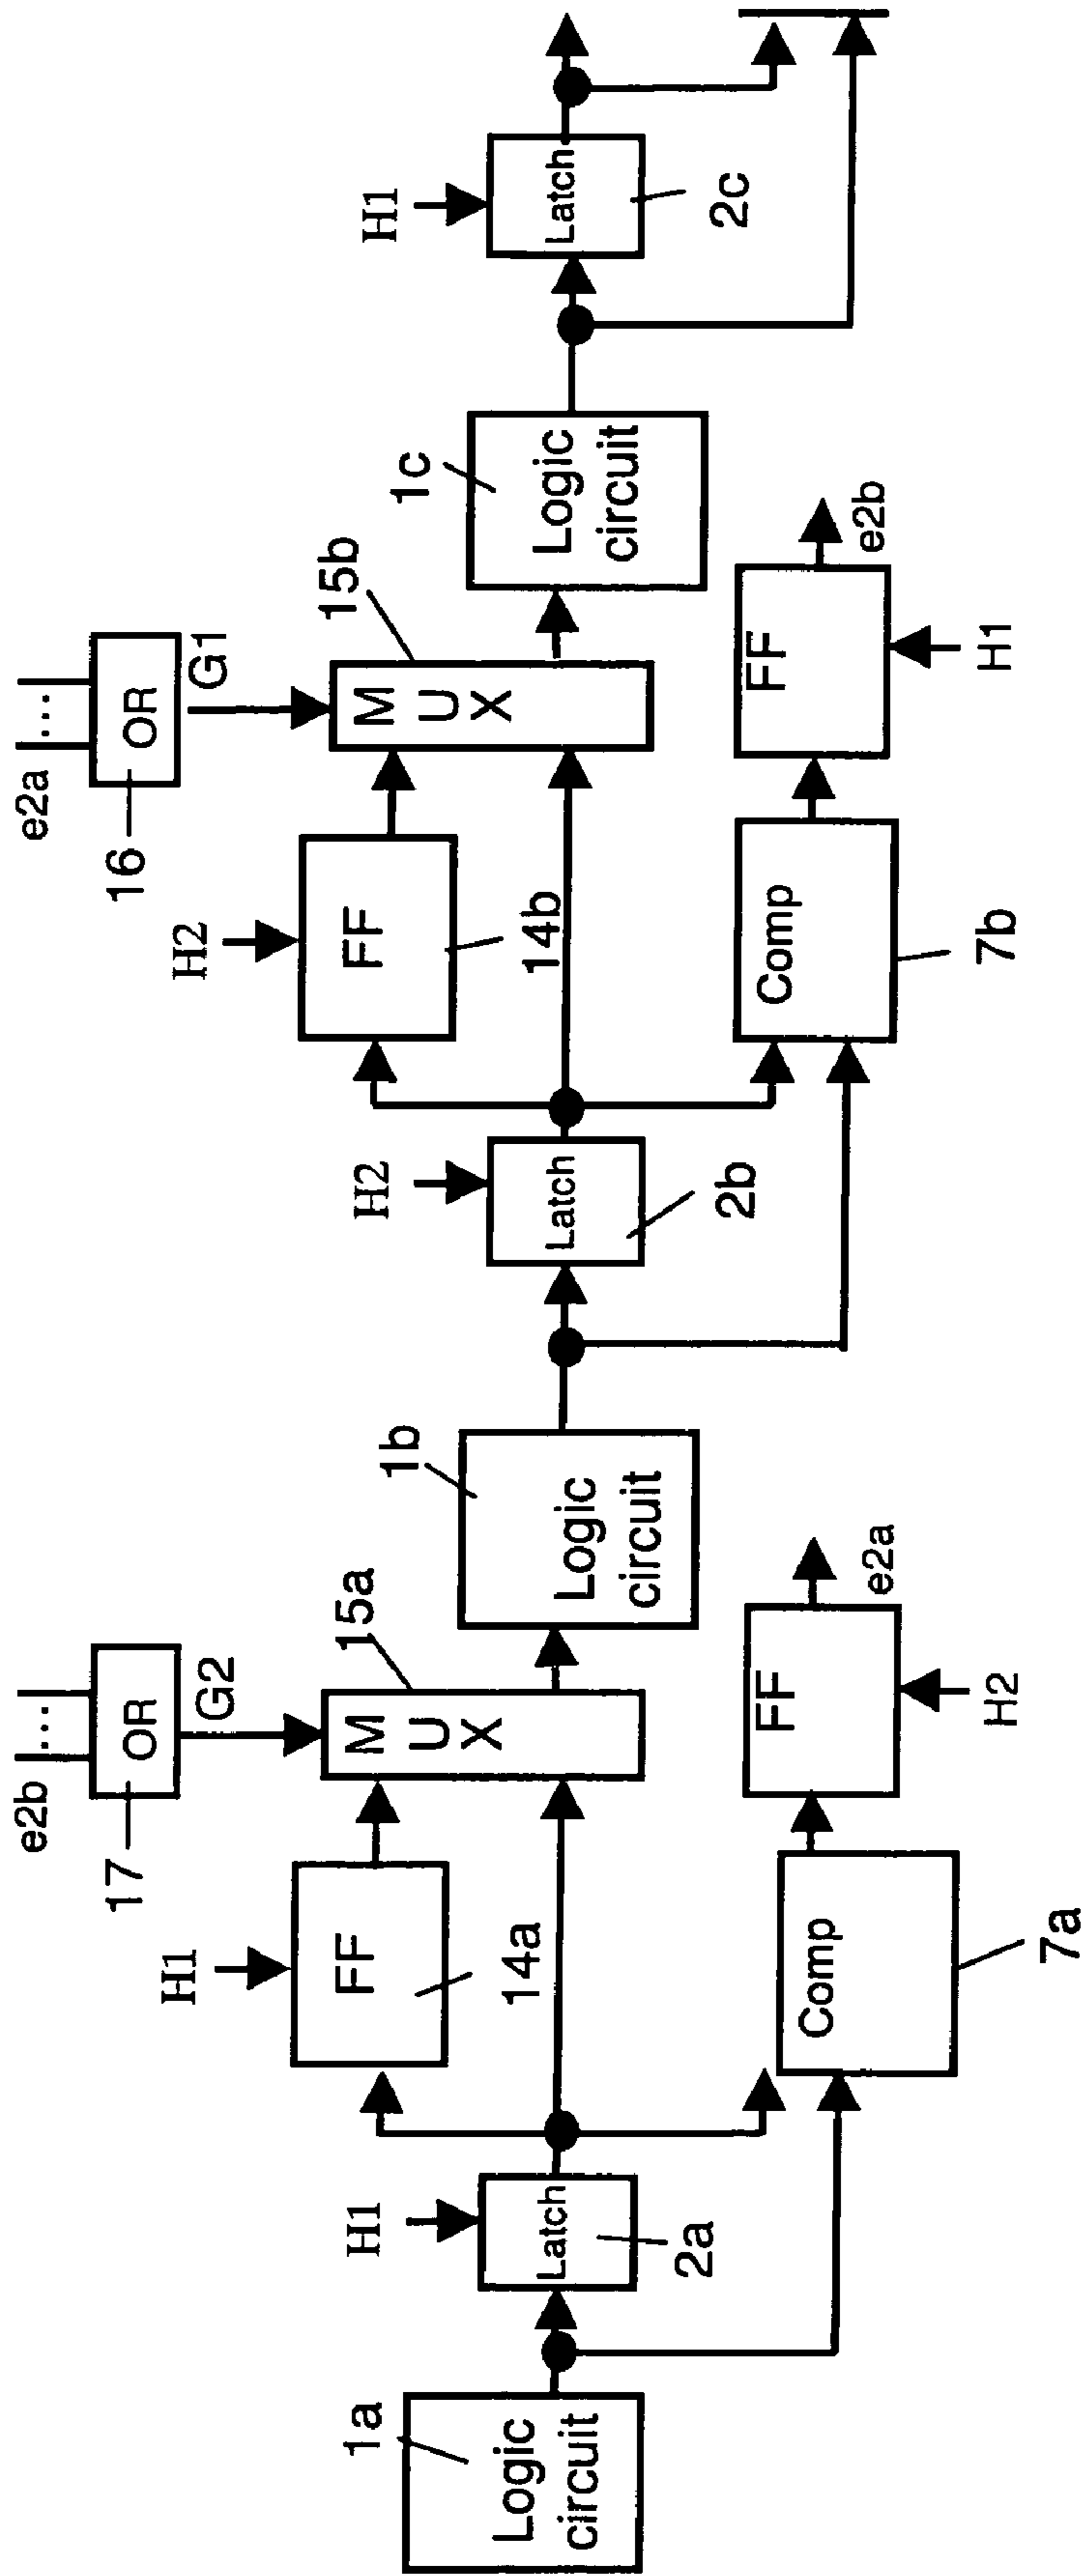 1a
Logic
circuit
H1
Latch
2a
H1
FF
14a
Comp
7a
e2b
...
17
OR
G2
15a
MUX
FF
H2
e2a
1b
Logic
circuit
H2
Latch
2b
H2
FF
14b
Comp
7b
e2a
...
16
OR
G1
15b
MUX
FF
H1
e2b
1c
Logic
circuit
H1
Latch
2c